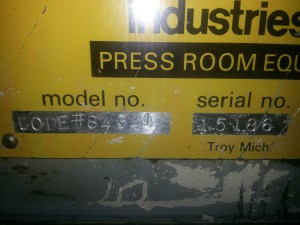 industries
PRESS ROOM EQU
model no. serial no.
15186
Troy Mich.